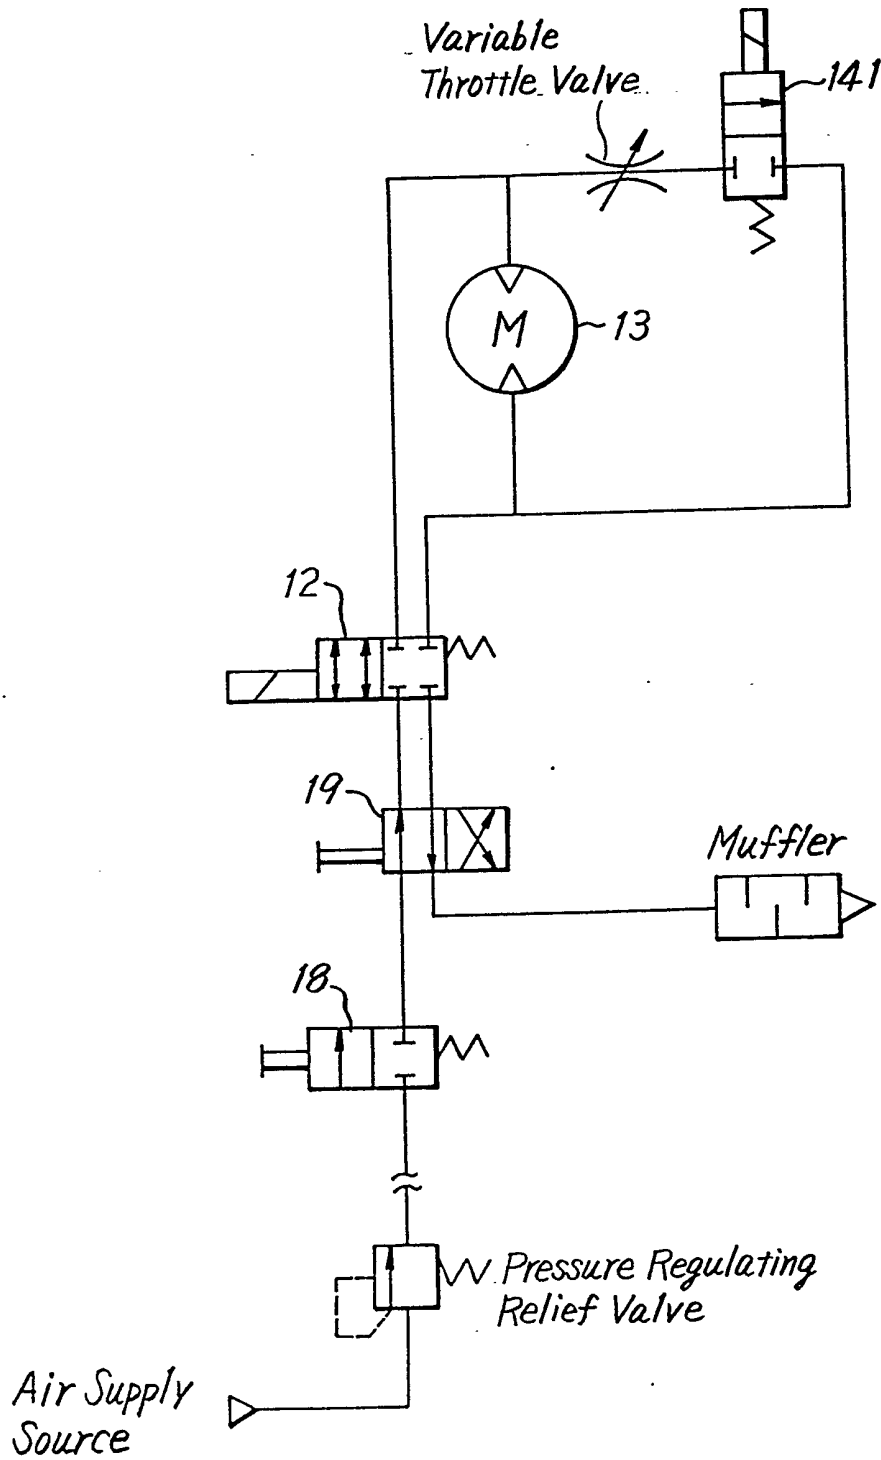 Variable
Throttle Valve
141
M
13
12
19
Muffler
18
Pressure Regulating
Relief Valve
Air Supply
Source